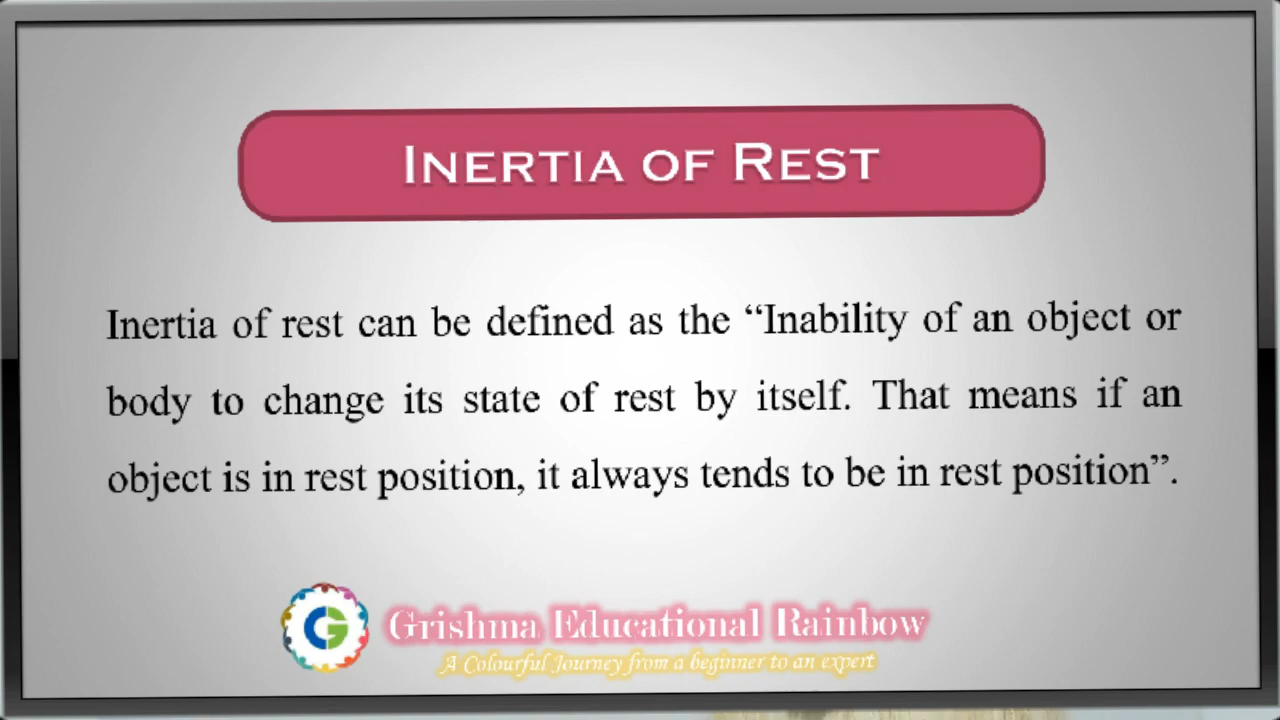 INERTIA OF REST
Inertia of rest can be defined as the “Inability of an object or
body to change its state of rest by itself. That means if an
object is in rest position, it always tends to be in rest position”.
G
Grishma Educational Rainbow
A Colourful Journey from a beginner to an expert